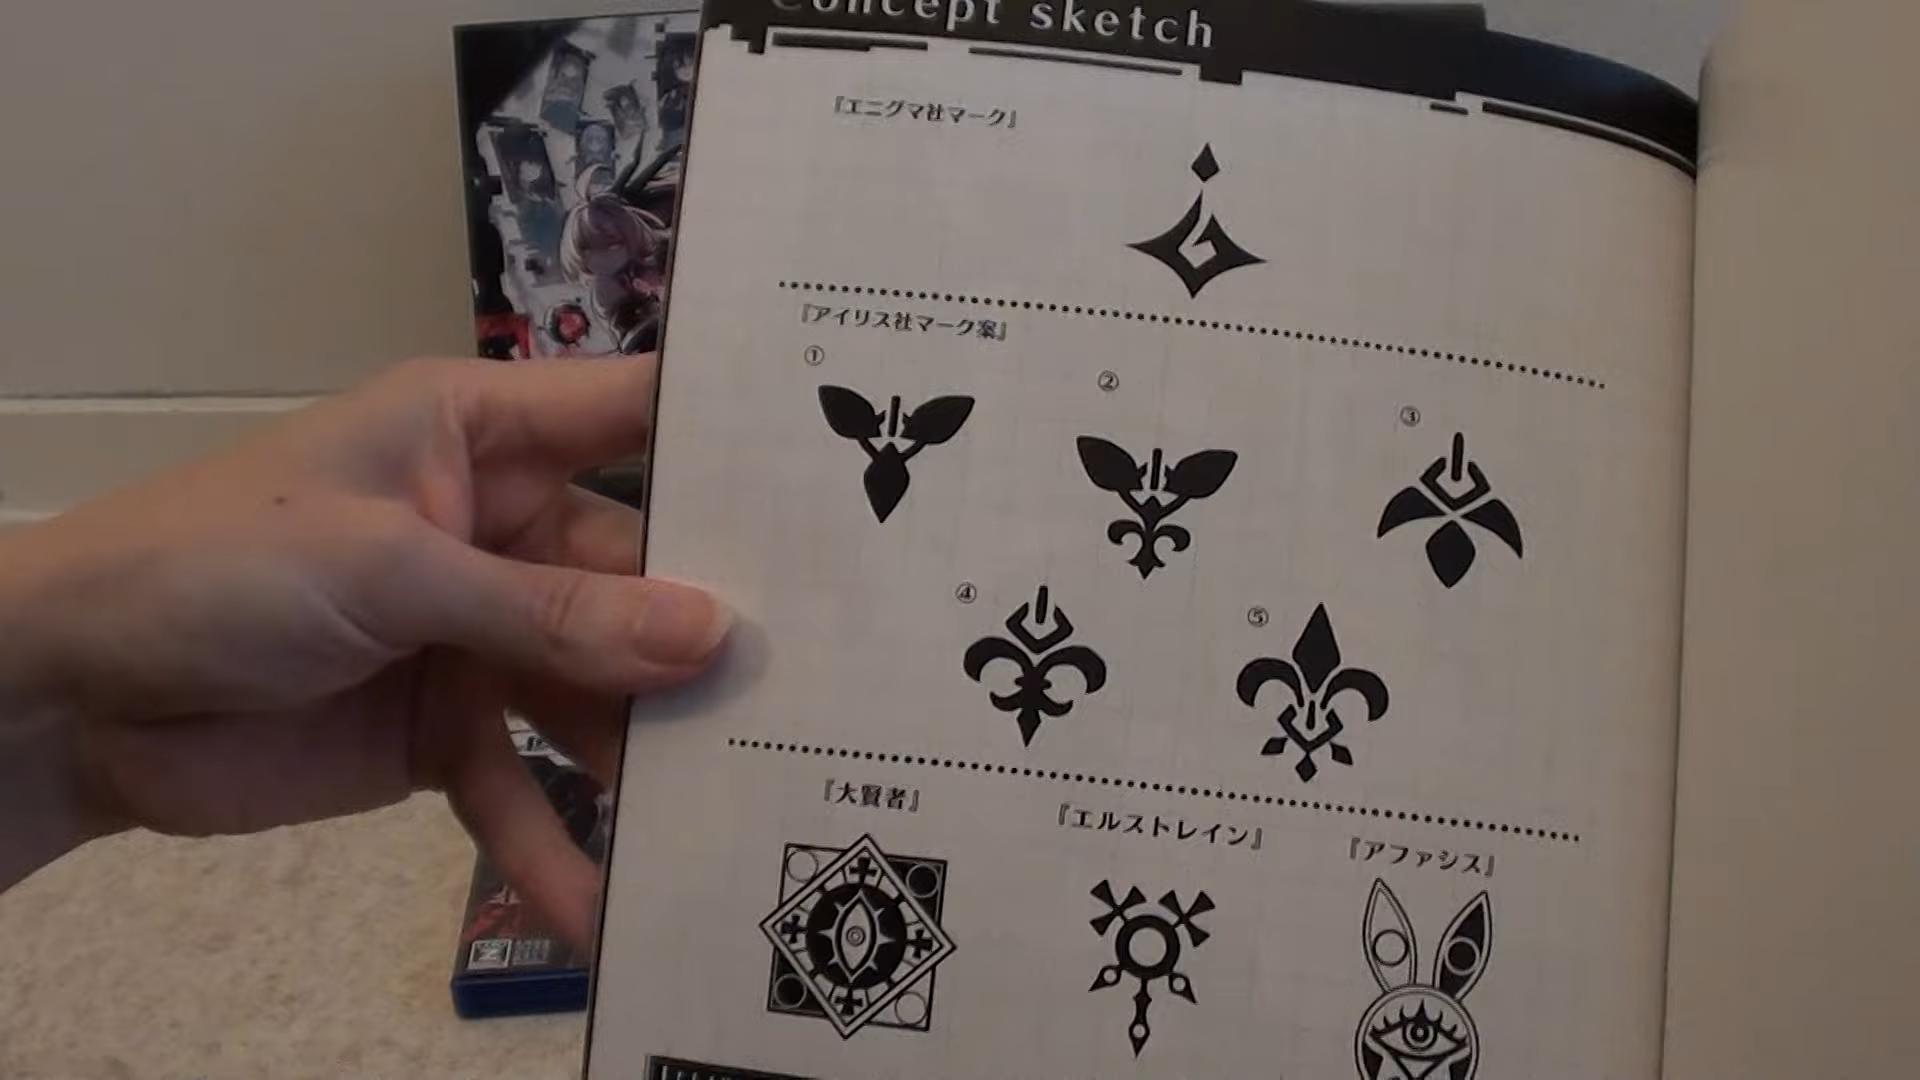 Concept sketch
『エニグマ社マーク』
『アイリス社マーク案』
①
②
③
④
⑤
『大賢者』
『エルストレイン』
『アファシス』